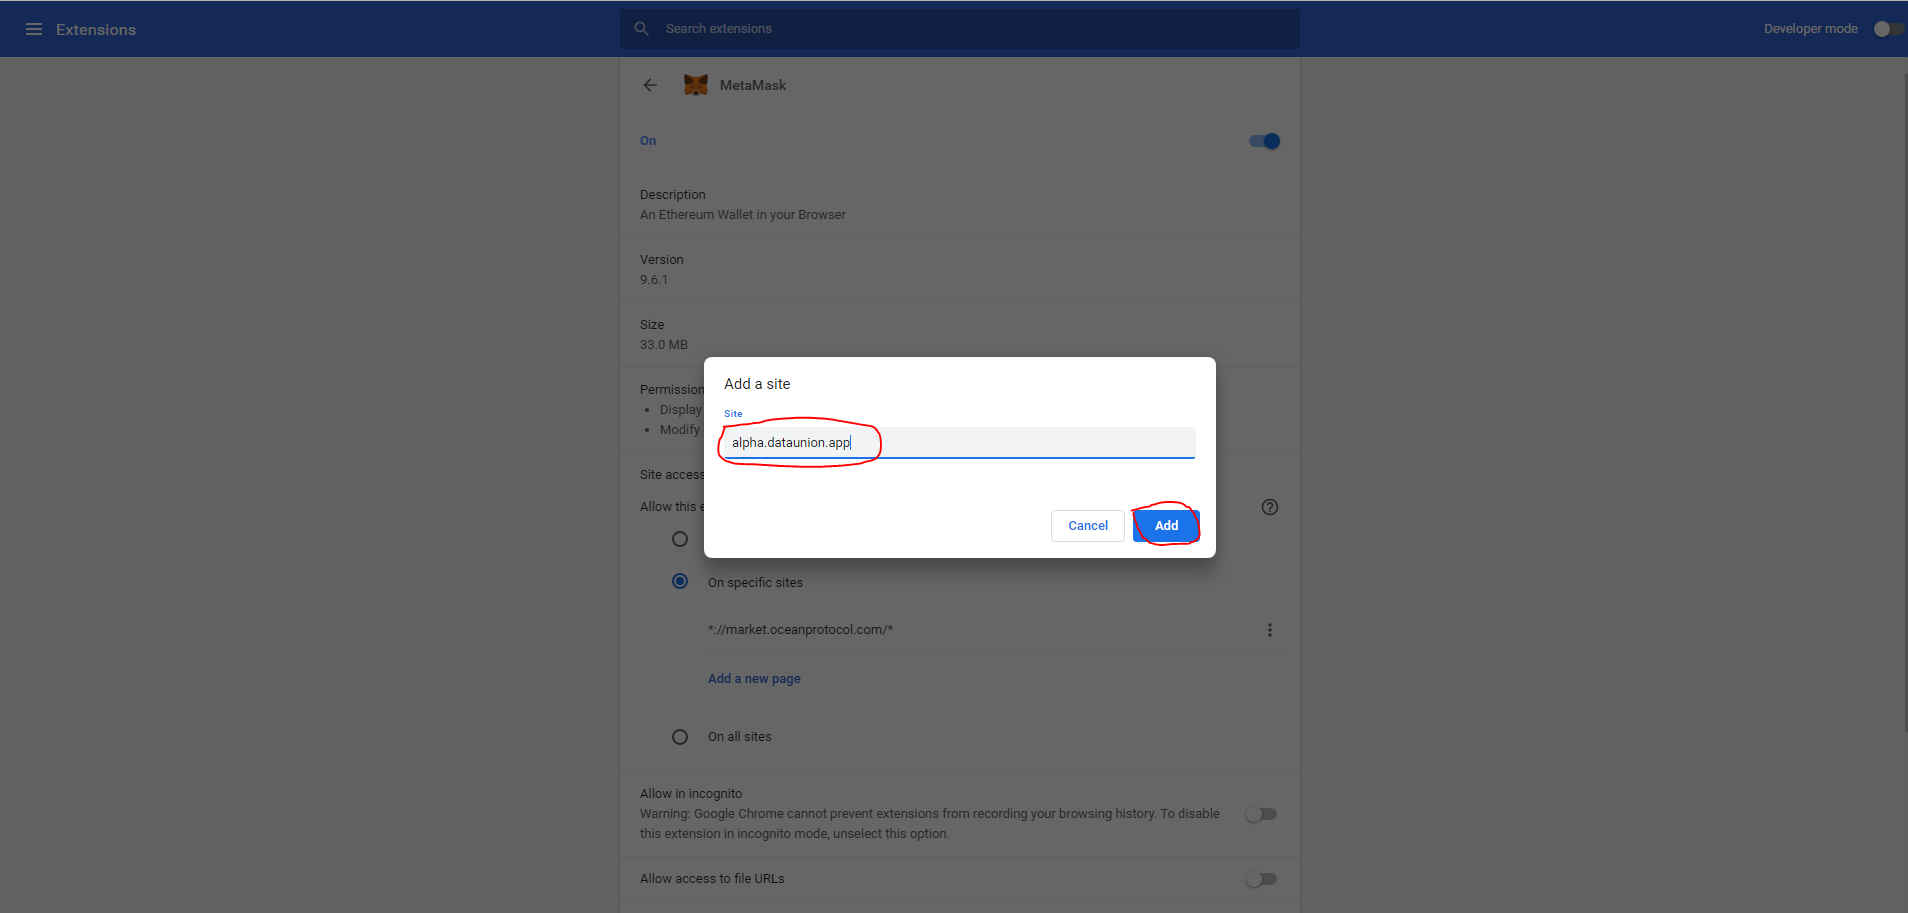 Extensions
Search extensions
Developer mode
MetaMask
On
Description
An Ethereum Wallet in your Browser
Version
9.6.1
Size
33.0 MB
Permission
Display
Modify
Add a site
Site
alpha.dataunion.app
Cancel
Add
Site access
Allow this e
On specific sites
*://market.oceanprotocol.com/*
Add a new page
On all sites
Allow in incognito
Warning: Google Chrome cannot prevent extensions from recording your browsing history. To disable
this extension in incognito mode, unselect this option.
Allow access to file URLs